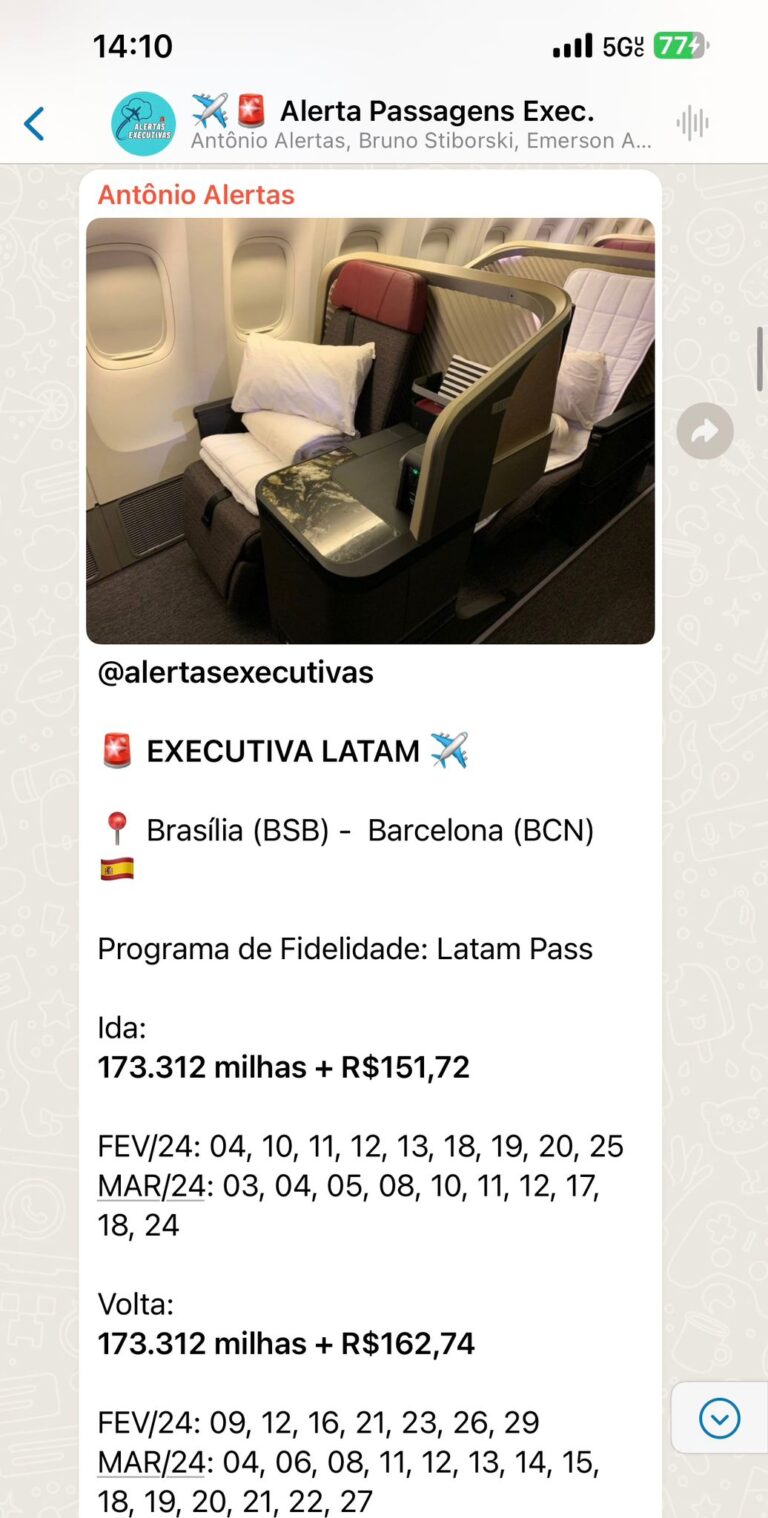 14:10
5G UC 77
✈️🚨 Alerta Passagens Exec.
ALERTAS
EXECUTIVAS
Antônio Alertas, Bruno Stiborski, Emerson A...
Antônio Alertas
@alertasexecutivas
🚨 EXECUTIVA LATAM ✈️
📍 Brasília (BSB) - Barcelona (BCN)
🇪🇸
Programa de Fidelidade: Latam Pass
Ida:
173.312 milhas + R$151,72
FEV/24: 04, 10, 11, 12, 13, 18, 19, 20, 25
MAR/24: 03, 04, 05, 08, 10, 11, 12, 17,
18, 24
Volta:
173.312 milhas + R$162,74
FEV/24: 09, 12, 16, 21, 23, 26, 29
MAR/24: 04, 06, 08, 11, 12, 13, 14, 15,
18, 19, 20, 21, 22, 27